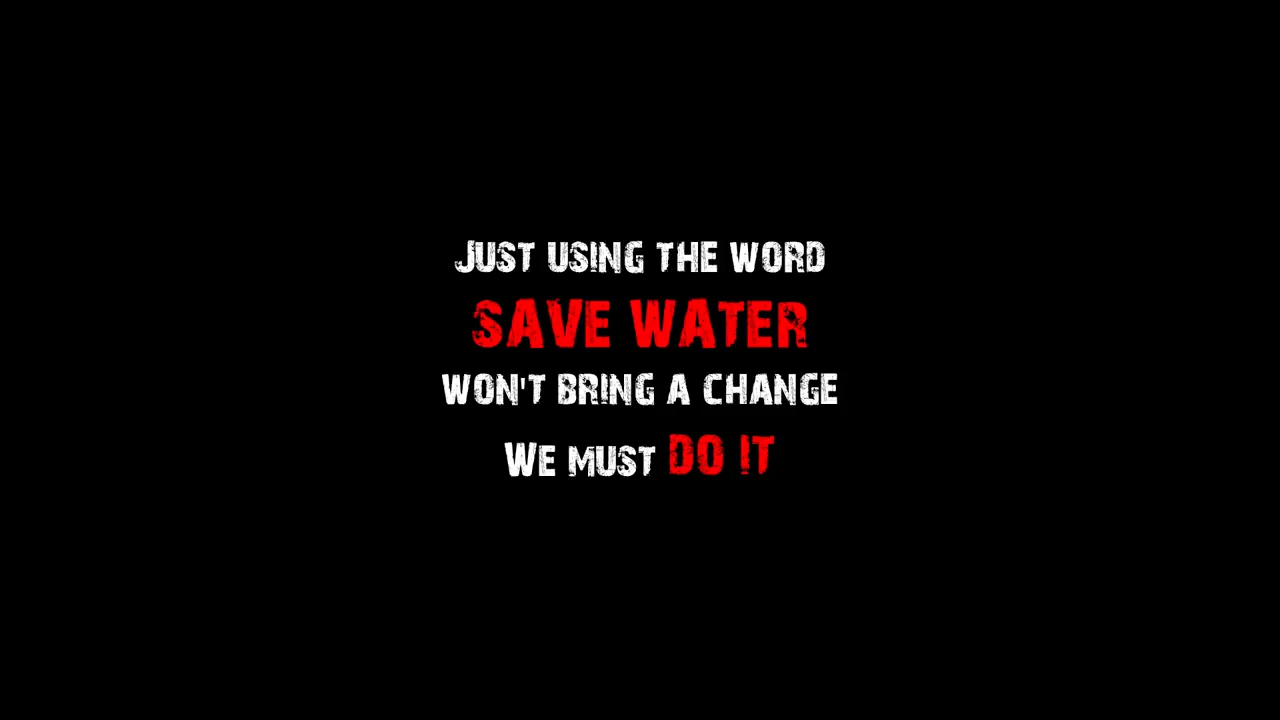 JUST USING THE WORD
SAVE WATER
WON'T BRING A CHANGE
WE MUST DO IT